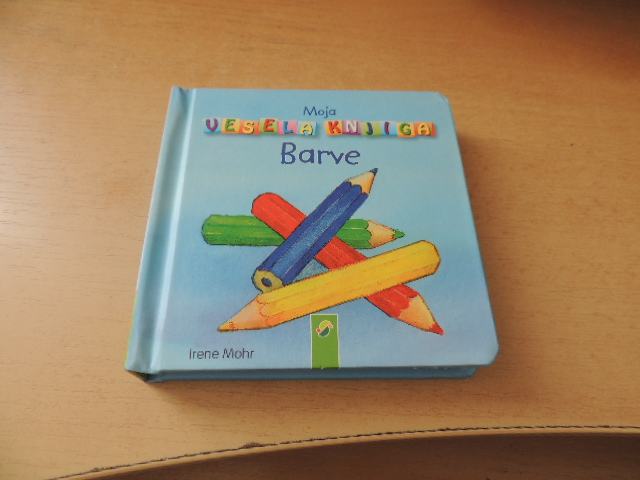 Moja
VESELA KNJIGA
Barve
Irene Mohr